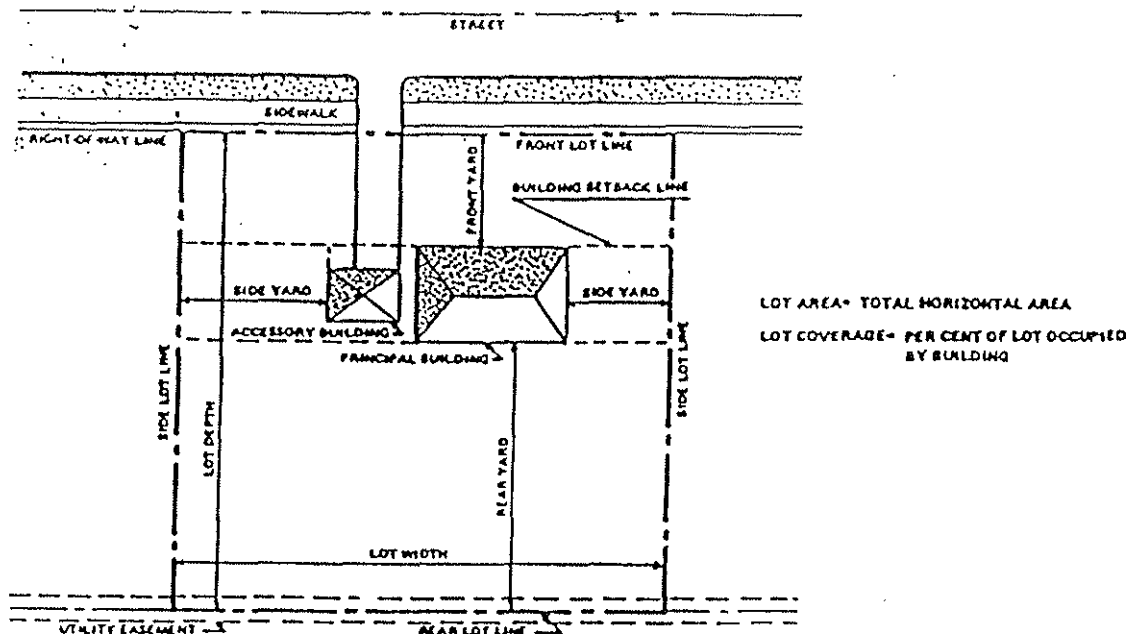 STREET
SIDEWALK
RIGHT-OF-WAY LINE
FRONT LOT LINE
FRONT YARD
BUILDING SETBACK LINE
SIDE YARD
SIDE YARD
ACCESSORY BUILDING
PRINCIPAL BUILDING
SIDE LOT LINE
LOT DEPTH
REAR YARD
SIDE LOT LINE
LOT AREA= TOTAL HORIZONTAL AREA
LOT COVERAGE= PER CENT OF LOT OCCUPIED
BY BUILDING
LOT WIDTH
UTILITY EASEMENT
REAR LOT LINE